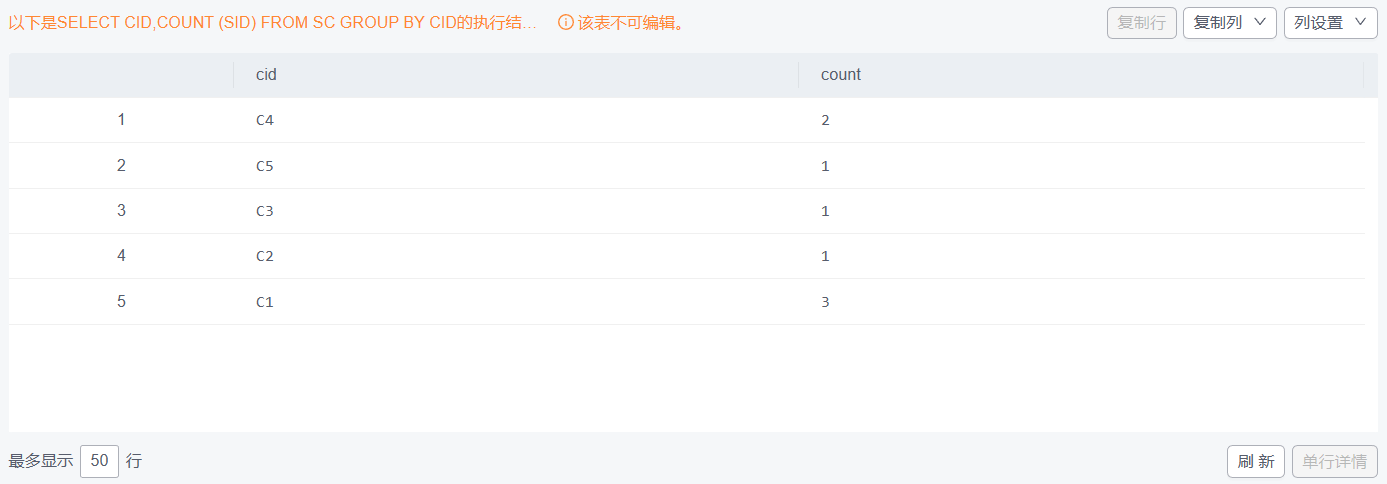 以下是SELECT CID,COUNT (SID) FROM SC GROUP BY CID的执行结... 该表不可编辑。 复制行 复制列 列设置
cid count
1 C4 2
2 C5 1
3 C3 1
4 C2 1
5 C1 3
最多显示 50 行 刷 新 单行详情